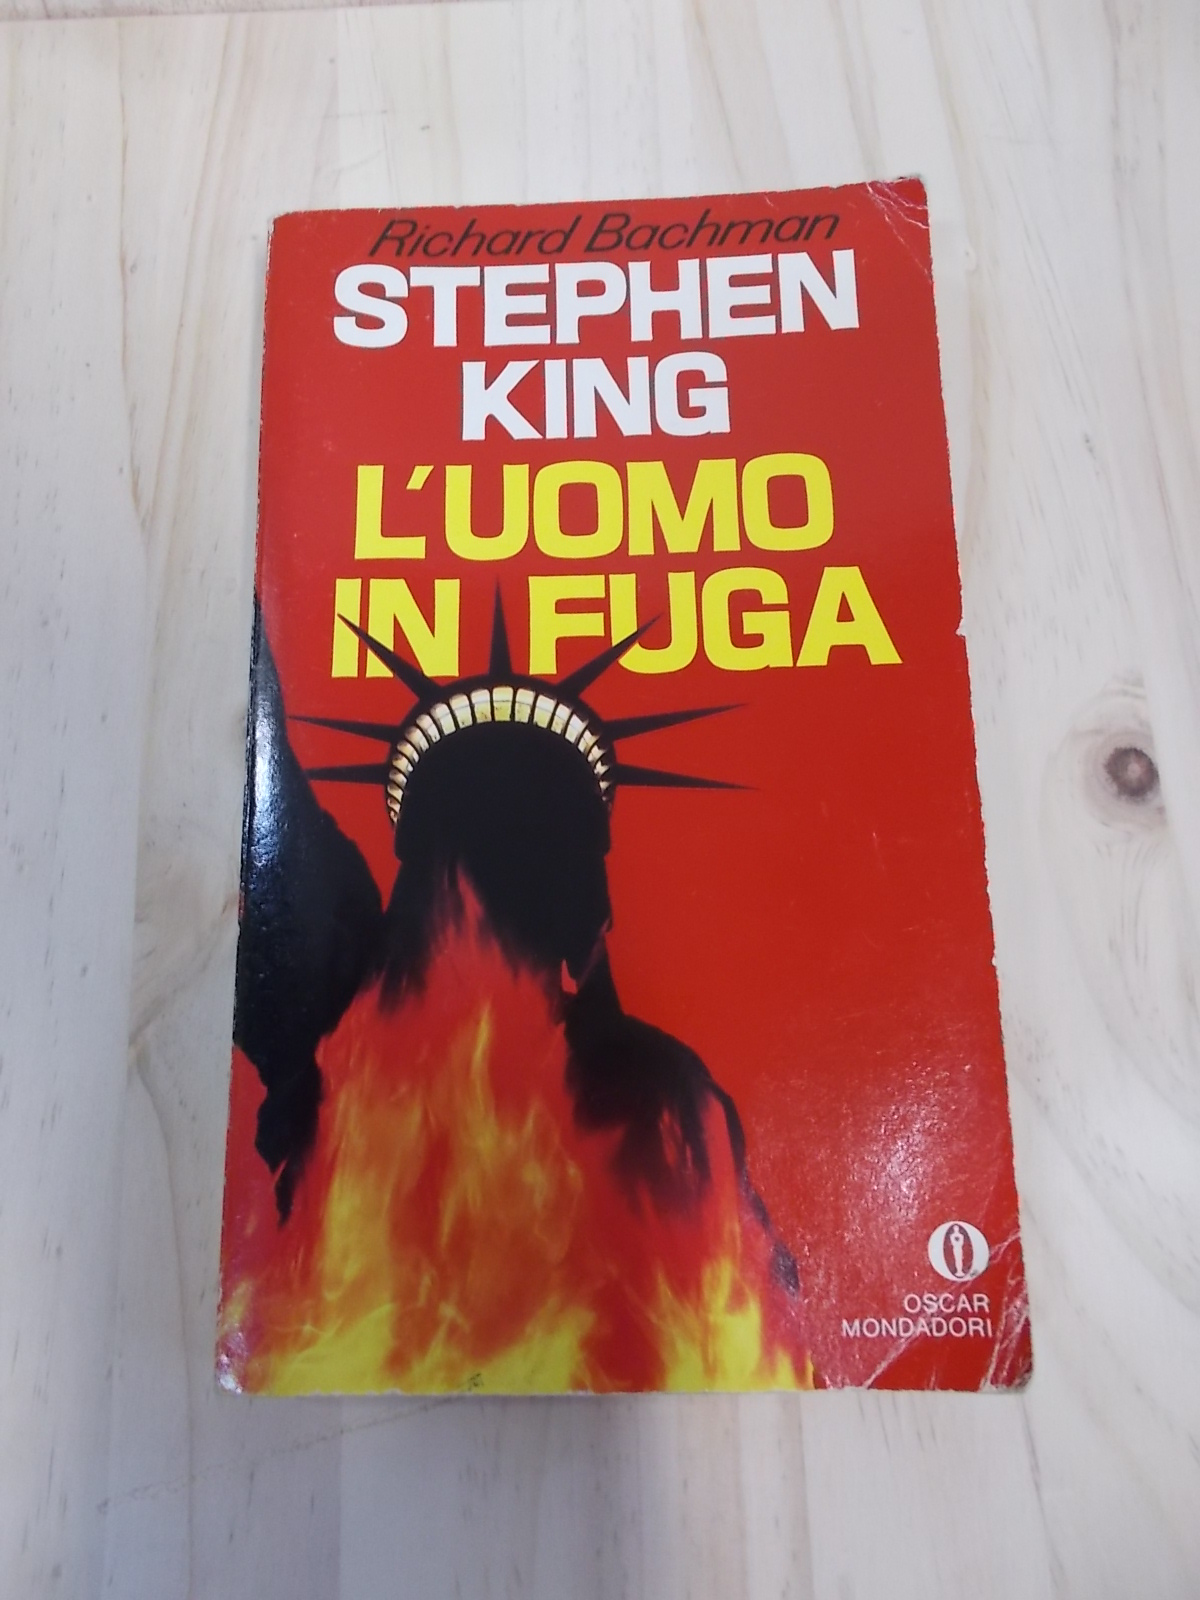 Richard Bachman
STEPHEN
KING
L'UOMO
IN FUGA
OSCAR
MONDADORI